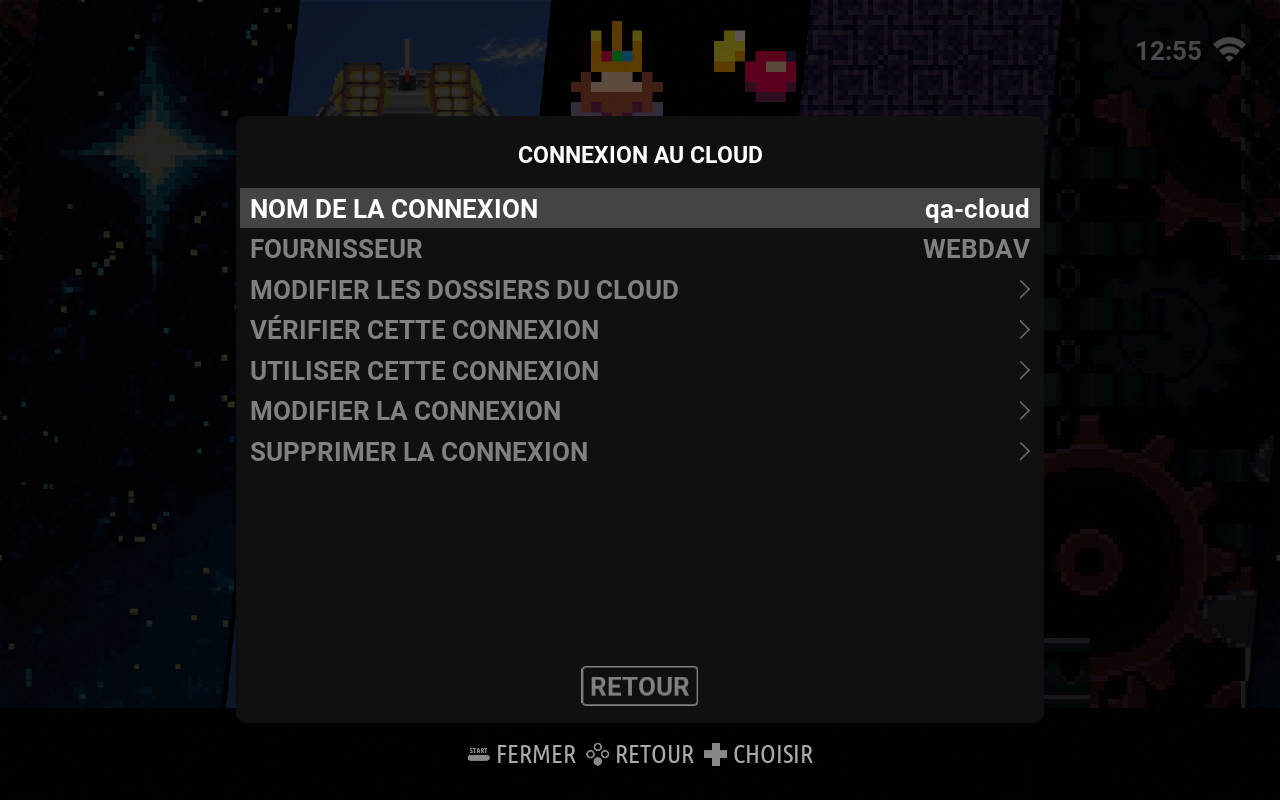 12:55
CONNEXION AU CLOUD
NOM DE LA CONNEXION qa-cloud
FOURNISSEUR WEBDAV
MODIFIER LES DOSSIERS DU CLOUD
VÉRIFIER CETTE CONNEXION
UTILISER CETTE CONNEXION
MODIFIER LA CONNEXION
SUPPRIMER LA CONNEXION
RETOUR
START FERMER RETOUR CHOISIR